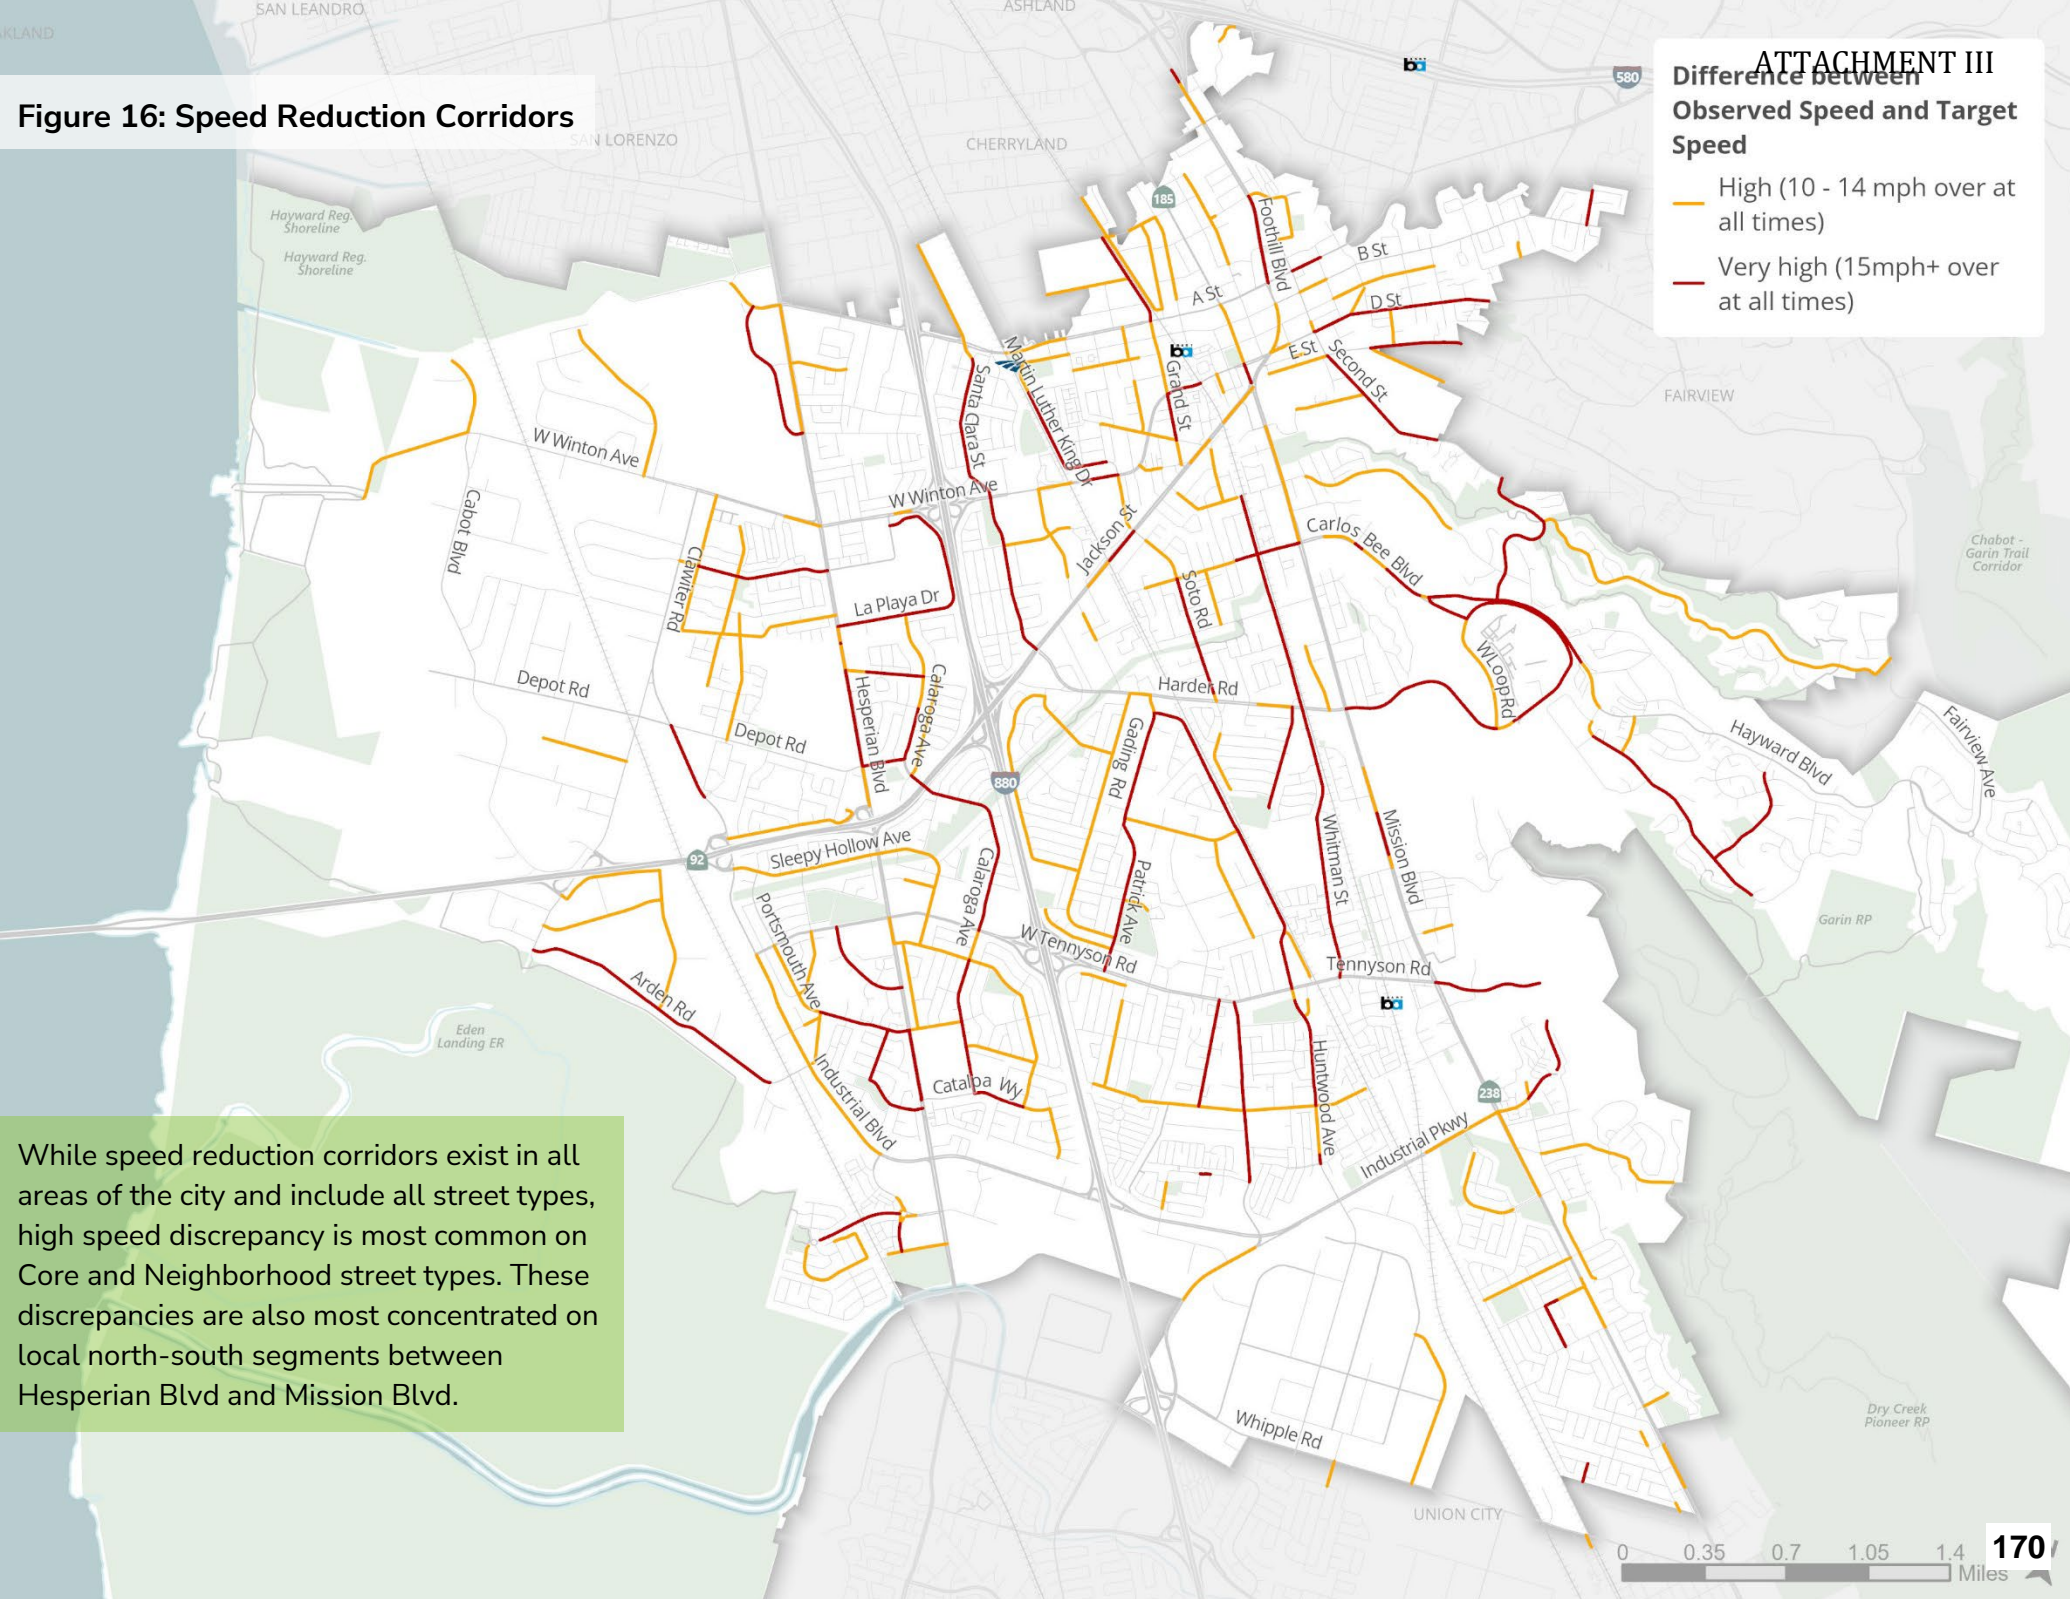 SAN LEANDRO
ASHLAND
KLAND
ATTACHMENT III
580
Difference between
Observed Speed and Target
Speed
High (10 - 14 mph over at
all times)
Very high (15mph+ over
at all times)
Figure 16: Speed Reduction Corridors
SAN LORENZO
CHERRYLAND
ba
185
Hayward Reg.
Shoreline
Hayward Reg.
Shoreline
Foothill Blvd
B St
A St
D St
E St
Second St
ba
Grand St
Martin Luther King Dr
Santa Clara St
FAIRVIEW
W Winton Ave
W Winton Ave
Cabot Blvd
Clawiter Rd
Jackson St
Carlos Bee Blvd
Chabot -
Garin Trail
Corridor
La Playa Dr
Soto Rd
W Loop Rd
Depot Rd
Depot Rd
Hesperian Blvd
Calaroga Ave
Harder Rd
Gading Rd
Hayward Blvd
Fairview Ave
880
92
Sleepy Hollow Ave
Calaroga Ave
Patrick Ave
Whitman St
Mission Blvd
Garin RP
Portsmouth Ave
W Tennyson Rd
Tennyson Rd
ba
Arden Rd
Eden
Landing ER
Industrial Blvd
Catalpa Wy
Huntwood Ave
238
Industrial Pkwy
While speed reduction corridors exist in all
areas of the city and include all street types,
high speed discrepancy is most common on
Core and Neighborhood street types. These
discrepancies are also most concentrated on
local north-south segments between
Hesperian Blvd and Mission Blvd.
Whipple Rd
Dry Creek
Pioneer RP
UNION CITY
0 0.35 0.7 1.05 1.4
Miles
170